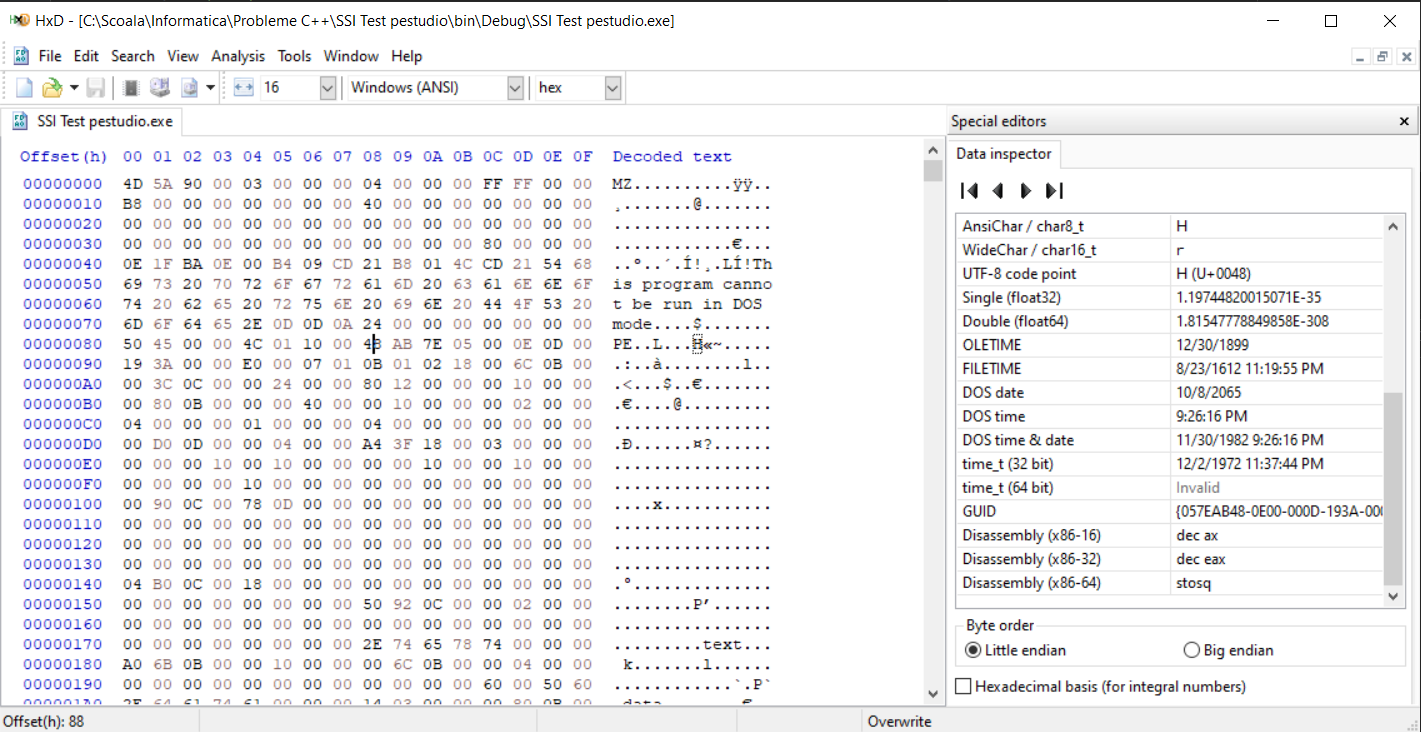 HxD - [C:\Scoala\Informatica\Probleme C++\SSI Test pestudio\bin\Debug\SSI Test pestudio.exe]
File Edit Search View Analysis Tools Window Help
16 Windows (ANSI) hex
SSI Test pestudio.exe
Offset(h) 00 01 02 03 04 05 06 07 08 09 0A 0B 0C 0D 0E 0F Decoded text
00000000 4D 5A 90 00 03 00 00 00 04 00 00 00 FF FF 00 00 MZ..........ÿÿ..
00000010 B8 00 00 00 00 00 00 00 40 00 00 00 00 00 00 00 ¸.......@.......
00000020 00 00 00 00 00 00 00 00 00 00 00 00 00 00 00 00 ................
00000030 00 00 00 00 00 00 00 00 00 00 00 00 80 00 00 00 ............€...
00000040 0E 1F BA 0E 00 B4 09 CD 21 B8 01 4C CD 21 54 68 ..º..´.Í!¸.LÍ!Th
00000050 69 73 20 70 72 6F 67 72 61 6D 20 63 61 6E 6E 6F is program canno
00000060 74 20 62 65 20 72 75 6E 20 69 6E 20 44 4F 53 20 t be run in DOS
00000070 6D 6F 64 65 2E 0D 0D 0A 24 00 00 00 00 00 00 00 mode....$.......
00000080 50 45 00 00 4C 01 10 00 48 AB 7E 05 00 0E 0D 00 PE..L...H«~.....
00000090 19 3A 00 00 E0 00 07 01 0B 01 02 18 00 6C 0B 00 .:..à........l..
000000A0 00 3C 0C 00 00 24 00 00 80 12 00 00 00 10 00 00 .<...$..€.......
000000B0 00 80 0B 00 00 00 40 00 00 10 00 00 00 02 00 00 .€....@.........
000000C0 04 00 00 00 01 00 00 00 04 00 00 00 00 00 00 00 ................
000000D0 00 D0 0D 00 00 04 00 00 A4 3F 18 00 03 00 00 00 .Ð......¤?......
000000E0 00 00 00 10 00 10 00 00 00 00 10 00 00 10 00 00 ................
000000F0 00 00 00 00 10 00 00 00 00 00 00 00 00 00 00 00 ................
00000100 00 90 0C 00 78 0D 00 00 00 00 00 00 00 00 00 00 ....x...........
00000110 00 00 00 00 00 00 00 00 00 00 00 00 00 00 00 00 ................
00000120 00 00 00 00 00 00 00 00 00 00 00 00 00 00 00 00 ................
00000130 00 00 00 00 00 00 00 00 00 00 00 00 00 00 00 00 ................
00000140 04 B0 0C 00 18 00 00 00 00 00 00 00 00 00 00 00 .°..............
00000150 00 00 00 00 00 00 00 00 50 92 0C 00 00 02 00 00 ........P’......
00000160 00 00 00 00 00 00 00 00 00 00 00 00 00 00 00 00 ................
00000170 00 00 00 00 00 00 00 00 2E 74 65 78 74 00 00 00 .........text...
00000180 A0 6B 0B 00 00 10 00 00 00 6C 0B 00 00 04 00 00 k.......l......
00000190 00 00 00 00 00 00 00 00 00 00 00 00 60 00 50 60 ............`.P`
000001A0 2E 64 61 74 61 00 00 00 14 03 00 00 00 80 0B 00 .data........€..
Special editors
Data inspector
AnsiChar / char8_t H
WideChar / char16_t
UTF-8 code point H (U+0048)
Single (float32) 1.19744820015071E-35
Double (float64) 1.81547778849858E-308
OLETIME 12/30/1899
FILETIME 8/23/1612 11:19:55 PM
DOS date 10/8/2065
DOS time 9:26:16 PM
DOS time & date 11/30/1982 9:26:16 PM
time_t (32 bit) 12/2/1972 11:37:44 PM
time_t (64 bit) Invalid
GUID {057EAB48-0E00-000D-193A-000
Disassembly (x86-16) dec ax
Disassembly (x86-32) dec eax
Disassembly (x86-64) stosq
Byte order
Little endian Big endian
Hexadecimal basis (for integral numbers)
Offset(h): 88 Overwrite